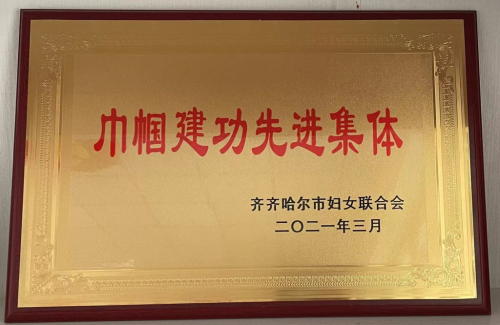 巾帼建功先进集体
齐齐哈尔市妇女联合会
二〇二一年三月